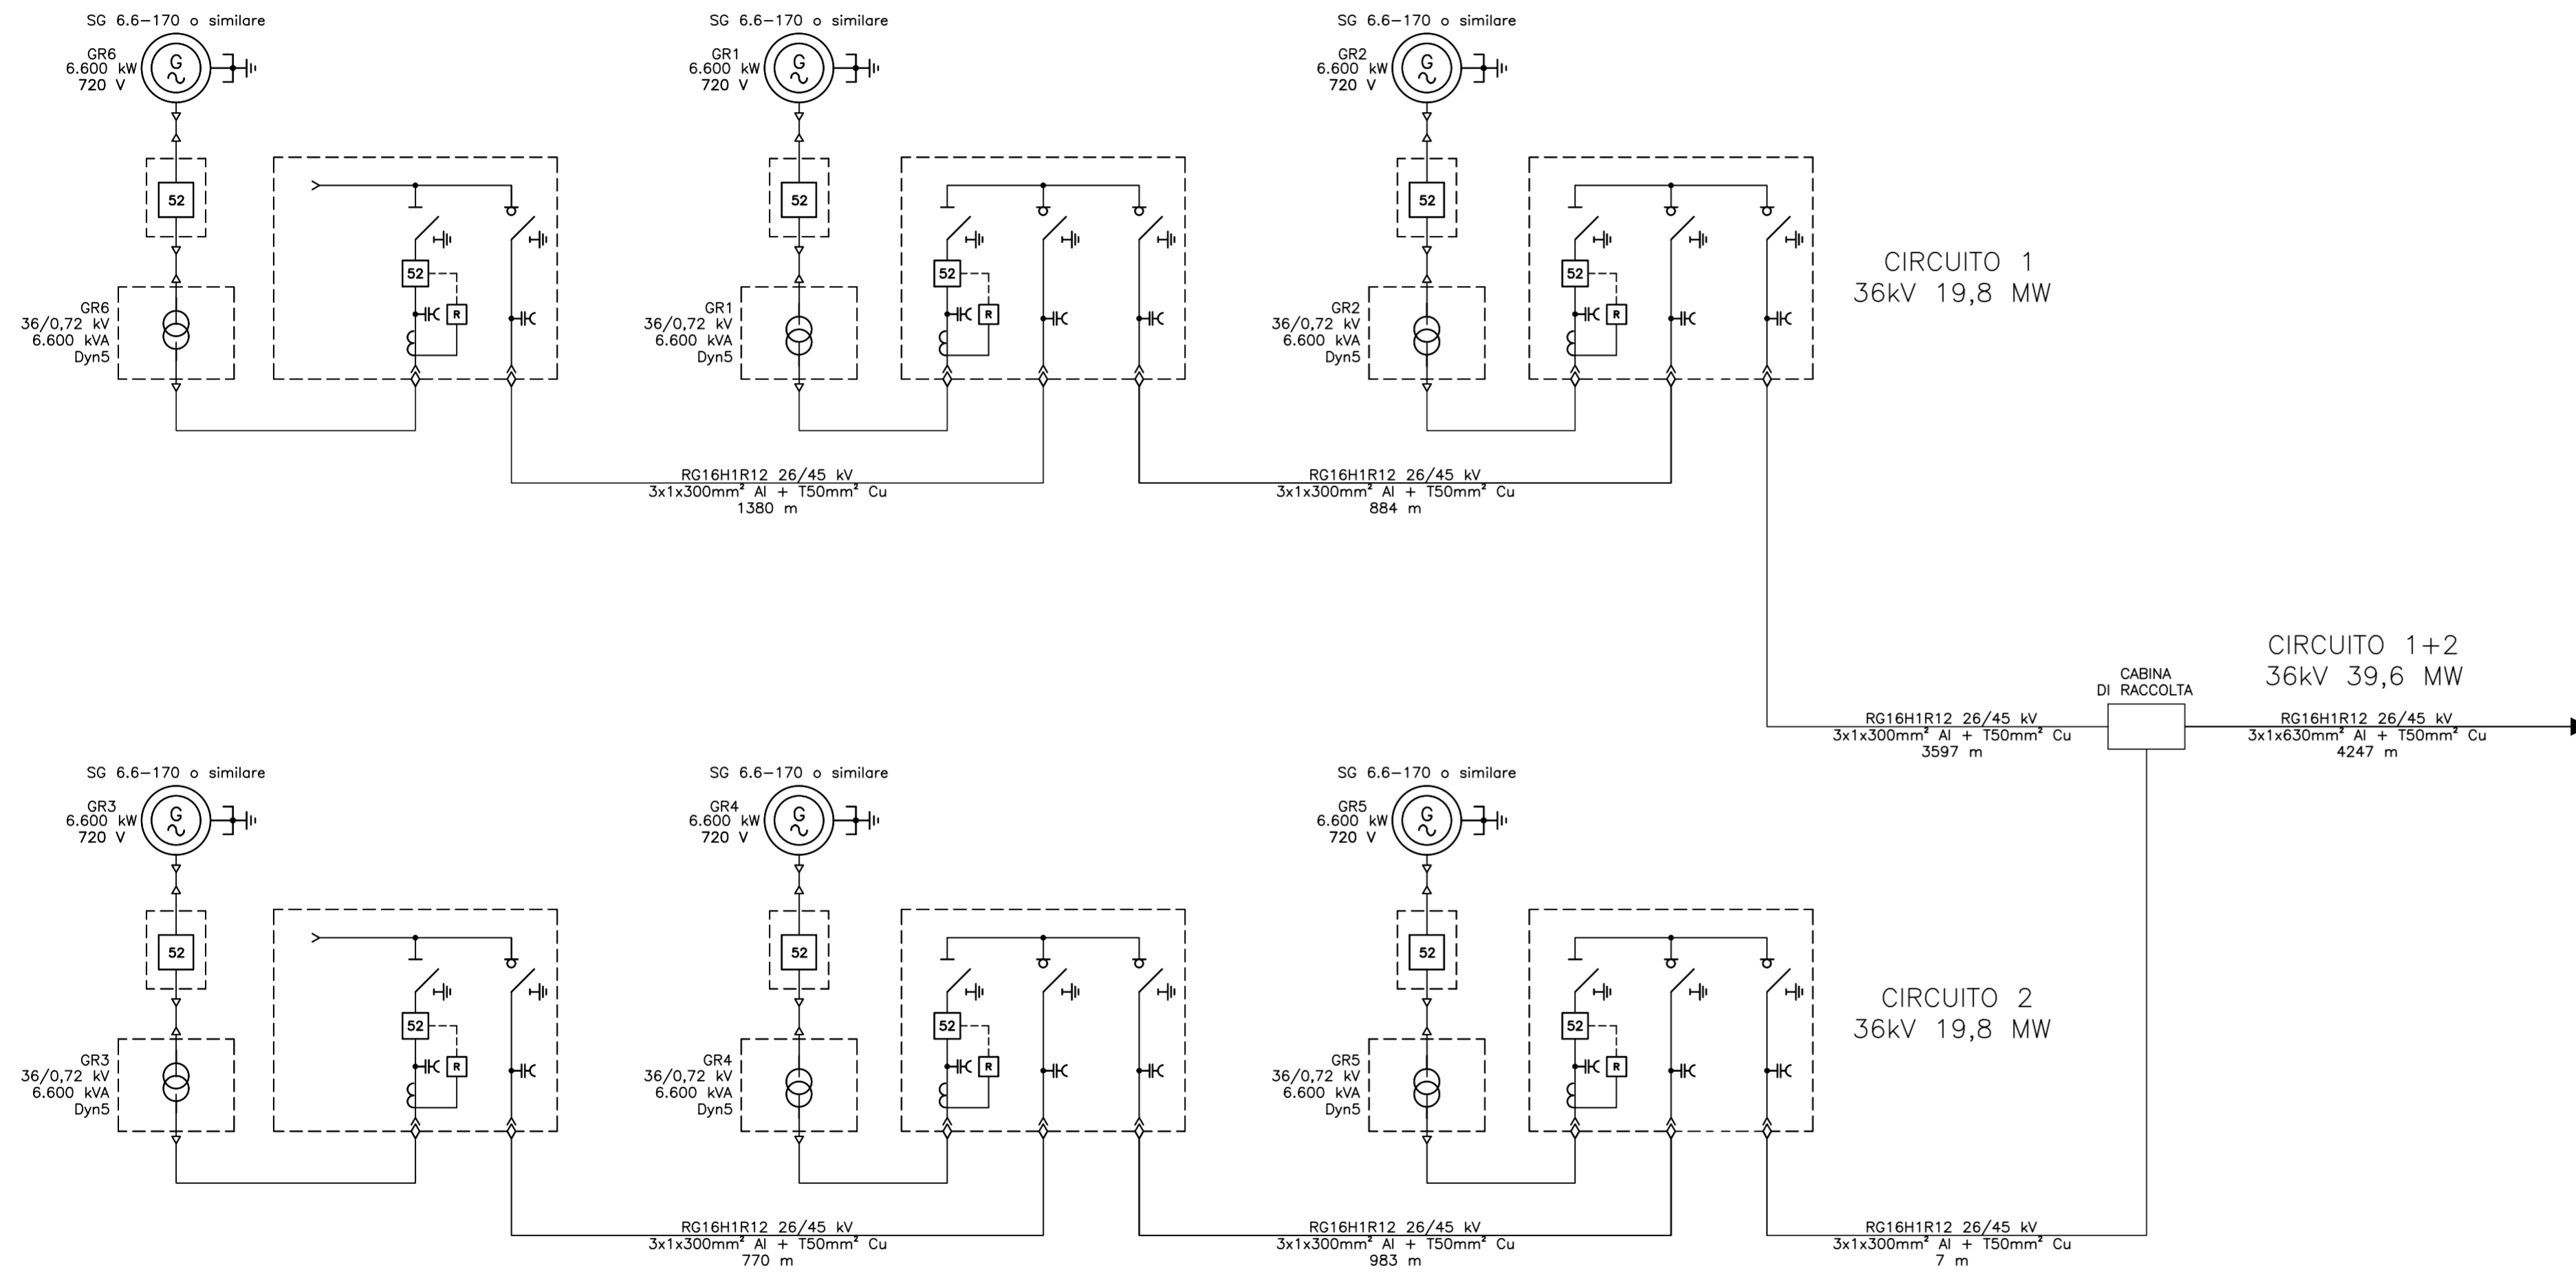 SG 6.6-170 o similare
GR6
6.600 kW
720 V
G
52
GR6
36/0,72 kV
6.600 kVA
Dyn5
52
R
SG 6.6-170 o similare
GR1
6.600 kW
720 V
G
52
GR1
36/0,72 kV
6.600 kVA
Dyn5
52
R
SG 6.6-170 o similare
GR2
6.600 kW
720 V
G
52
GR2
36/0,72 kV
6.600 kVA
Dyn5
52
R
CIRCUITO 1
36kV 19,8 MW
RG16H1R12 26/45 kV
3x1x300mm² Al + T50mm² Cu
1380 m
RG16H1R12 26/45 kV
3x1x300mm² Al + T50mm² Cu
884 m
RG16H1R12 26/45 kV
3x1x300mm² Al + T50mm² Cu
3597 m
CABINA
DI RACCOLTA
CIRCUITO 1+2
36kV 39,6 MW
RG16H1R12 26/45 kV
3x1x630mm² Al + T50mm² Cu
4247 m
SG 6.6-170 o similare
GR3
6.600 kW
720 V
G
52
GR3
36/0,72 kV
6.600 kVA
Dyn5
52
R
SG 6.6-170 o similare
GR4
6.600 kW
720 V
G
52
GR4
36/0,72 kV
6.600 kVA
Dyn5
52
R
SG 6.6-170 o similare
GR5
6.600 kW
720 V
G
52
GR5
36/0,72 kV
6.600 kVA
Dyn5
52
R
CIRCUITO 2
36kV 19,8 MW
RG16H1R12 26/45 kV
3x1x300mm² Al + T50mm² Cu
770 m
RG16H1R12 26/45 kV
3x1x300mm² Al + T50mm² Cu
983 m
RG16H1R12 26/45 kV
3x1x300mm² Al + T50mm² Cu
7 m